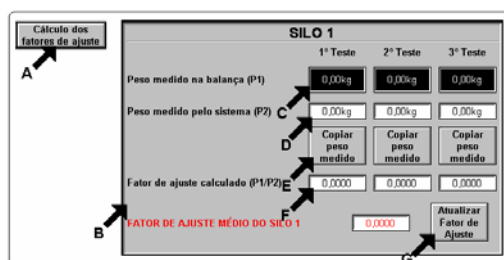 Cálculo dos
fatores de ajuste
A
SILO 1
1° Teste 2° Teste 3° Teste
Peso medido na balança (P1) 0,00kg 0,00kg 0,00kg
C
Peso medido pelo sistema (P2) 0,00kg 0,00kg 0,00kg
D
Copiar peso medido Copiar peso medido Copiar peso medido
E
Fator de ajuste calculado (P1/P2) 0,0000 0,0000 0,0000
F
B
FATOR DE AJUSTE MÉDIO DO SILO 1 0,0000
Atualizar
Fator de
Ajuste
G